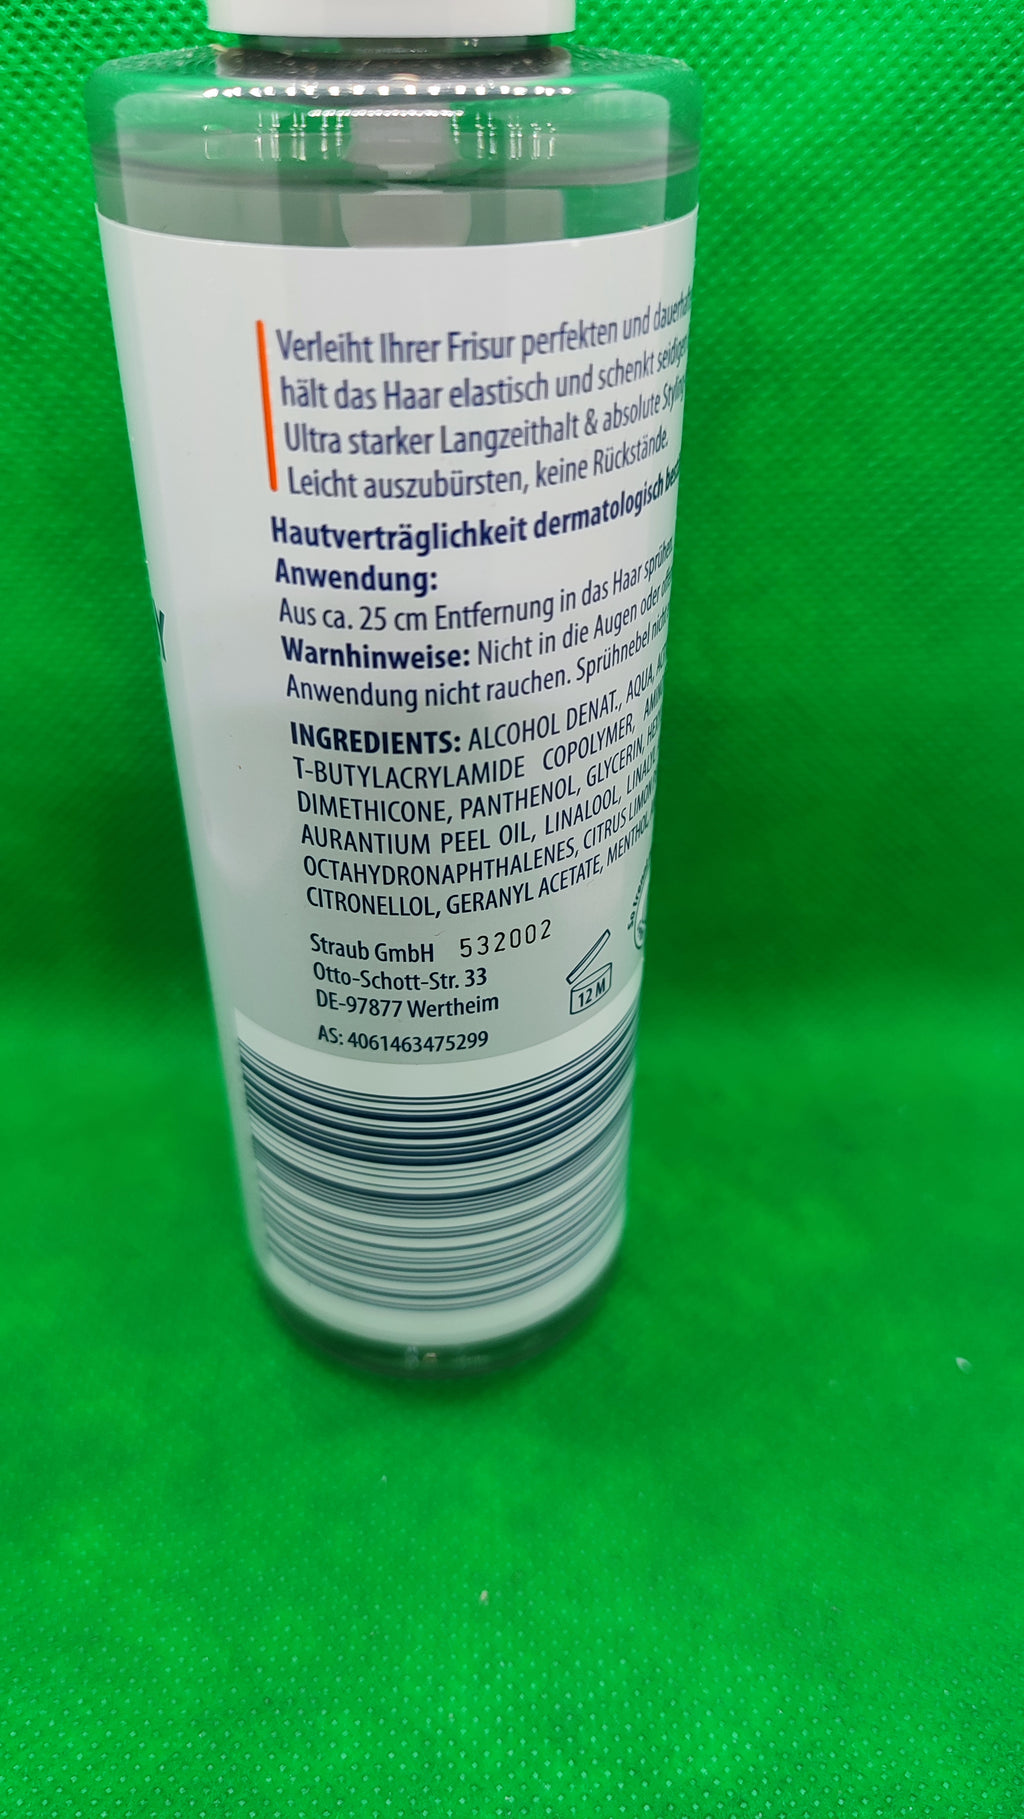 Verleiht Ihrer Frisur perfekten und
hält das Haar elastisch und schenkt
Ultra starker Langzeithalt & absolute
Leicht auszubürsten, keine Rückstände.
Hautverträglichkeit dermatologisch
Anwendung:
Aus ca. 25 cm Entfernung in das Haar sprühen.
Warnhinweise: Nicht in die Augen oder
Anwendung nicht rauchen. Sprühnebel
INGREDIENTS: ALCOHOL DENAT., AQUA,
T-BUTYLACRYLAMIDE COPOLYMER,
DIMETHICONE, PANTHENOL, GLYCERIN,
AURANTIUM PEEL OIL, LINALOOL,
OCTAHYDRONAPHTHALENES, CITRUS LIMON
CITRONELLOL, GERANYL ACETATE, MENTHOL,
Straub GmbH 532002
Otto-Schott-Str. 33
DE-97877 Wertheim
12 M
AS: 4061463475299